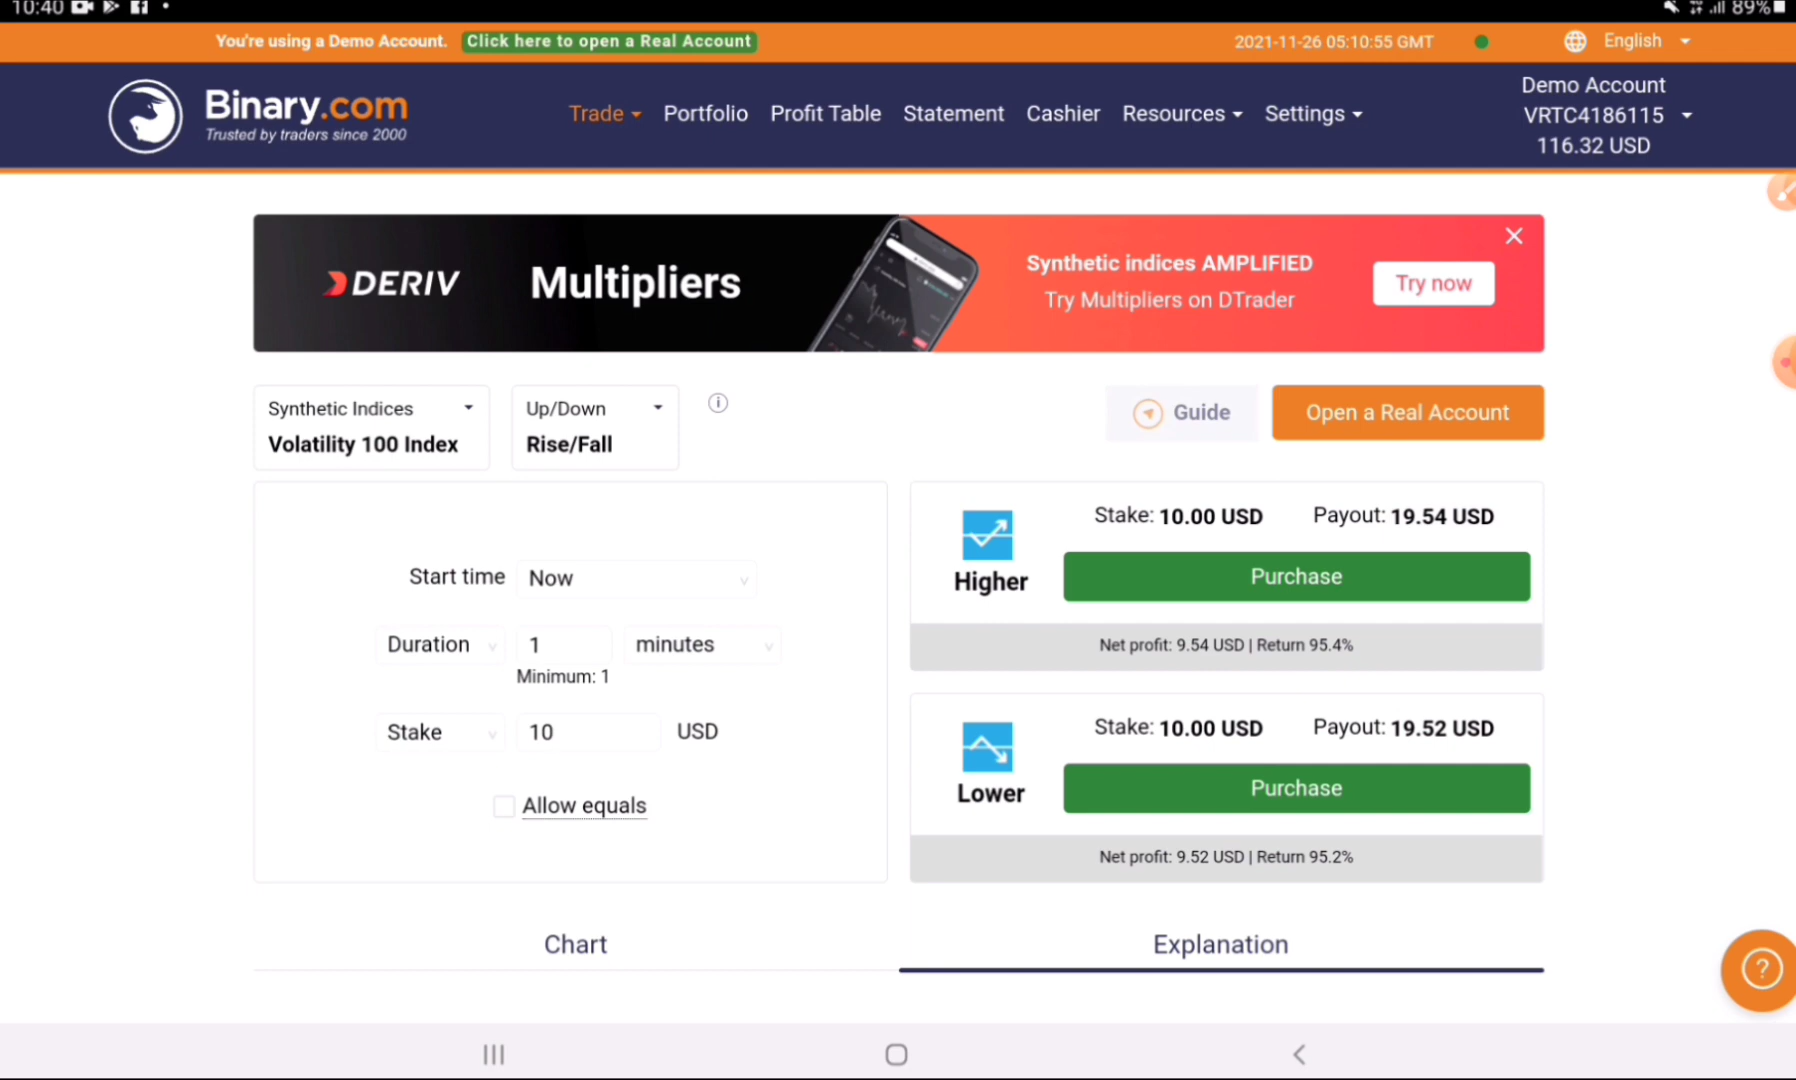 10:40
89%
You're using a Demo Account. Click here to open a Real Account
2021-11-26 05:10:55 GMT
English
Binary.com
Trusted by traders since 2000
Trade Portfolio Profit Table Statement Cashier Resources Settings
Demo Account
VRTC4186115
116.32 USD
DERIV
Multipliers
Synthetic indices AMPLIFIED
Try Multipliers on DTrader
Try now
Synthetic Indices
Volatility 100 Index
Up/Down
Rise/Fall
Guide
Open a Real Account
Start time Now
Duration 1 minutes
Minimum: 1
Stake 10 USD
Allow equals
Higher
Stake: 10.00 USD Payout: 19.54 USD
Purchase
Net profit: 9.54 USD | Return 95.4%
Lower
Stake: 10.00 USD Payout: 19.52 USD
Purchase
Net profit: 9.52 USD | Return 95.2%
Chart
Explanation